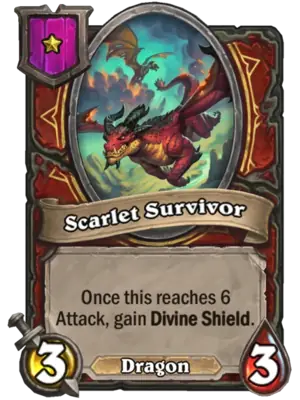 Scarlet Survivor
Once this reaches 6
Attack, gain Divine Shield.
3
Dragon
3